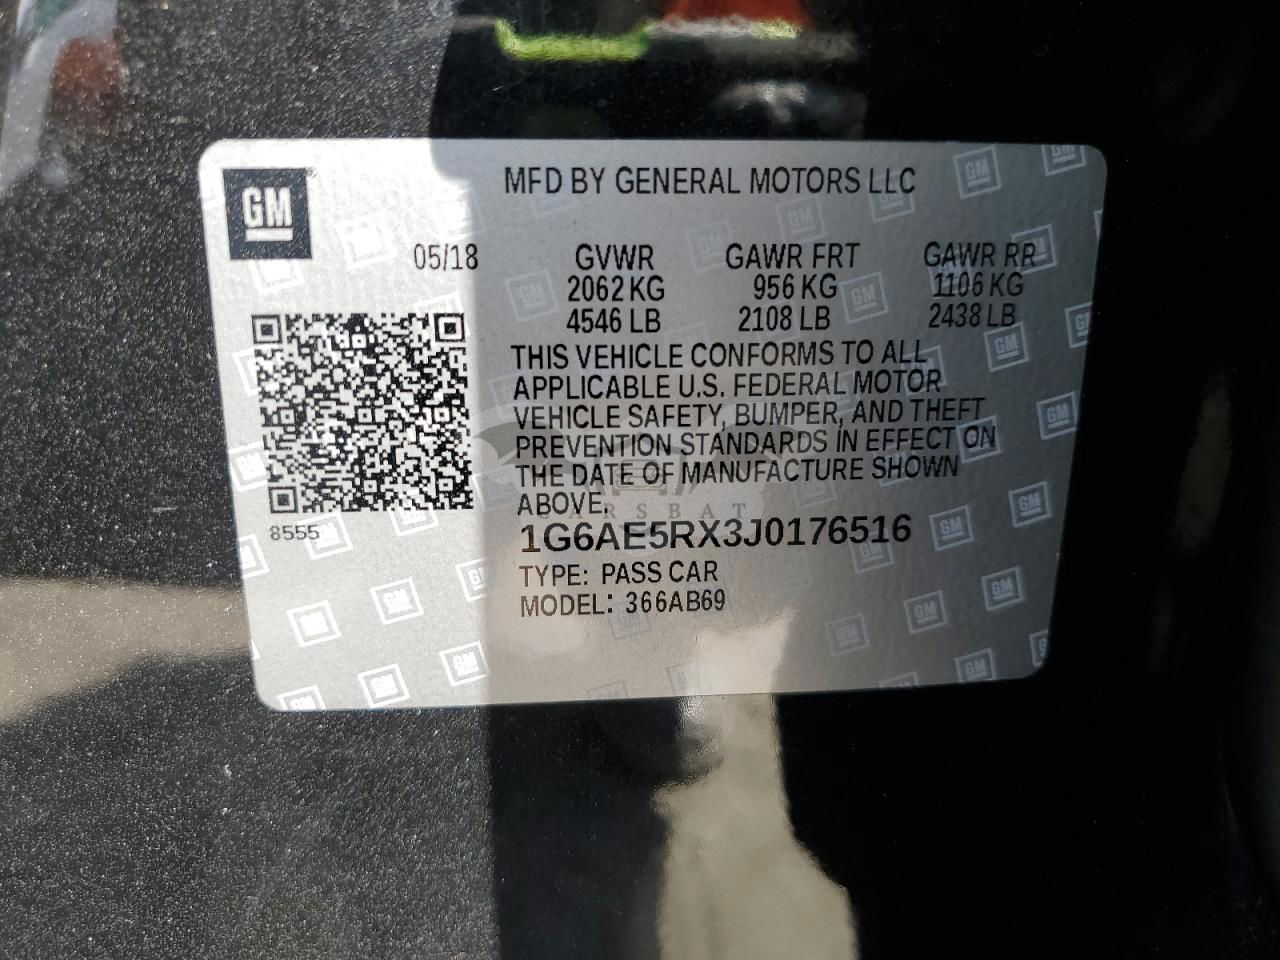 GM
MFD BY GENERAL MOTORS LLC
05/18 GVWR GAWR FRT GAWR RR
2062 KG 956 KG 1106 KG
4546 LB 2108 LB 2438 LB
THIS VEHICLE CONFORMS TO ALL
APPLICABLE U.S. FEDERAL MOTOR
VEHICLE SAFETY, BUMPER, AND THEFT
PREVENTION STANDARDS IN EFFECT ON
THE DATE OF MANUFACTURE SHOWN
ABOVE.
CARSBAT
8555
1G6AE5RX3J0176516
TYPE: PASS CAR
MODEL: 366AB69